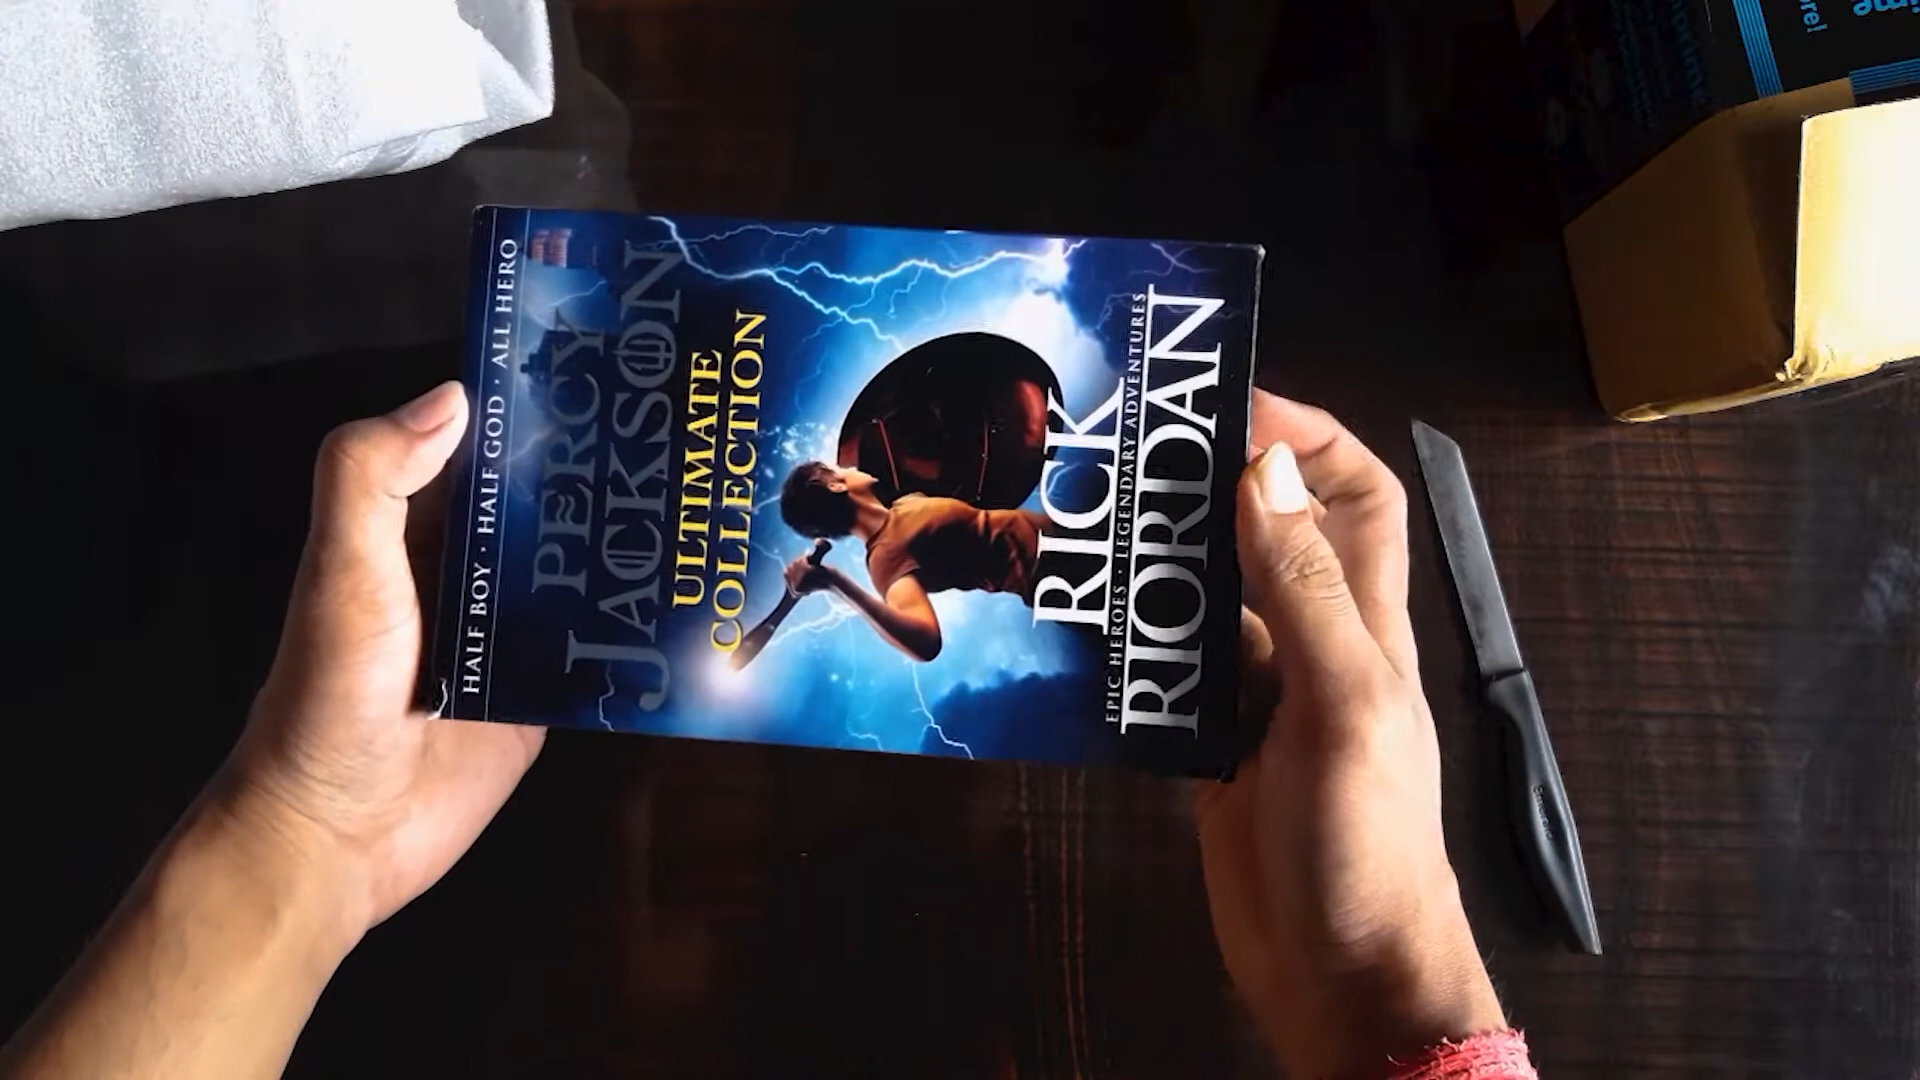 HALF BOY · HALF GOD · ALL HERO
PERCY
JACKSON
ULTIMATE
COLLECTION
RICK
EPIC HEROES · LEGENDARY ADVENTURES
RIORDAN